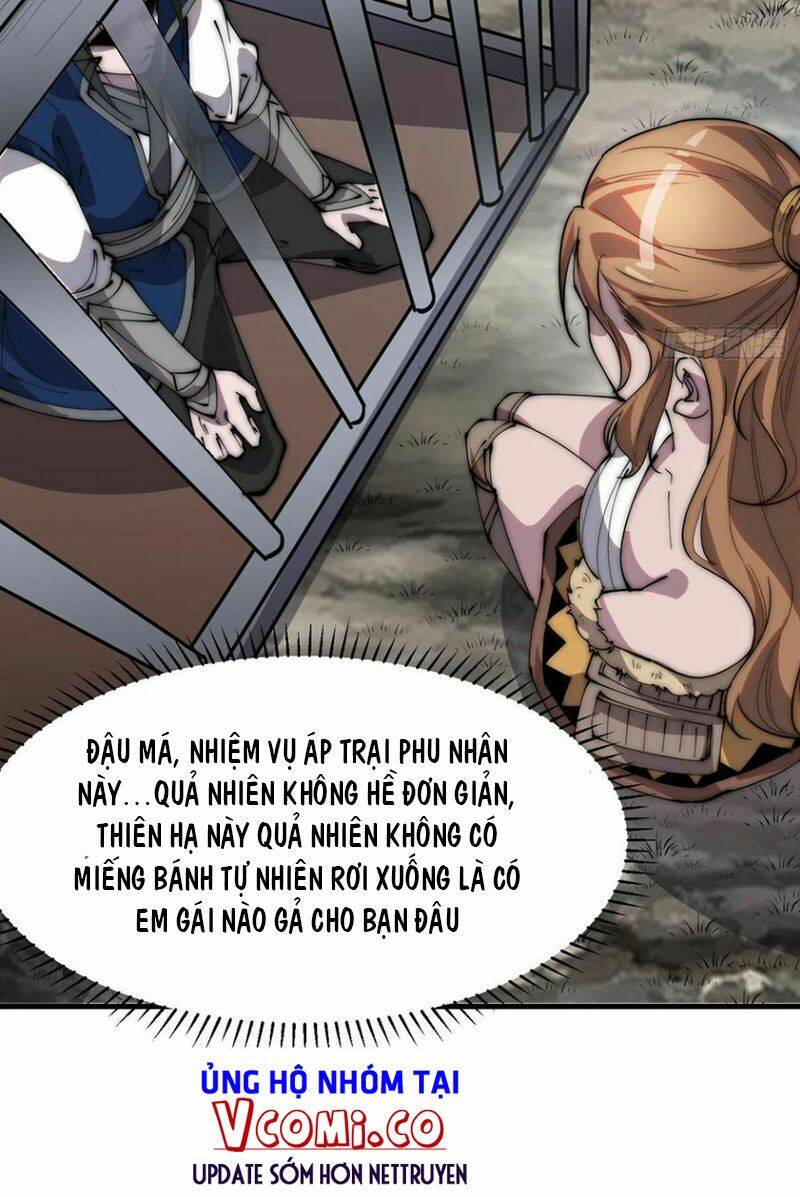 ĐẬU MÁ, NHIỆM VỤ ÁP TRẠI PHU NHÂN
NÀY...QUẢ NHIÊN KHÔNG HỀ ĐƠN GIẢN,
THIÊN HẠ NÀY QUẢ NHIÊN KHÔNG CÓ
MIẾNG BÁNH TỰ NHIÊN RƠI XUỐNG LÀ CÓ
EM GÁI NÀO GẢ CHO BẠN ĐÂU
ỦNG HỘ NHÓM TẠI
VCOMI.CO
UPDATE SỚM HƠN NETTRUYEN